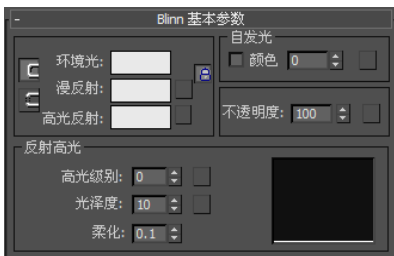 - Blinn 基本参数
自发光
环境光:
颜色 0
漫反射:
高光反射:
不透明度: 100
反射高光
高光级别: 0
光泽度: 10
柔化: 0.1